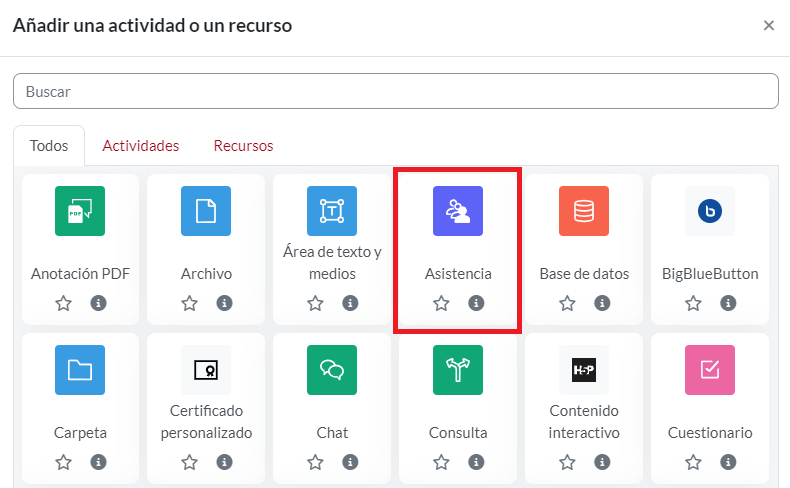 Añadir una actividad o un recurso
Buscar
Todos Actividades Recursos
PDF
T
b
Anotación PDF
Archivo
Área de texto y
medios
Asistencia
Base de datos
BigBlueButton
H5P
Carpeta
Certificado
personalizado
Chat
Consulta
Contenido
interactivo
Cuestionario